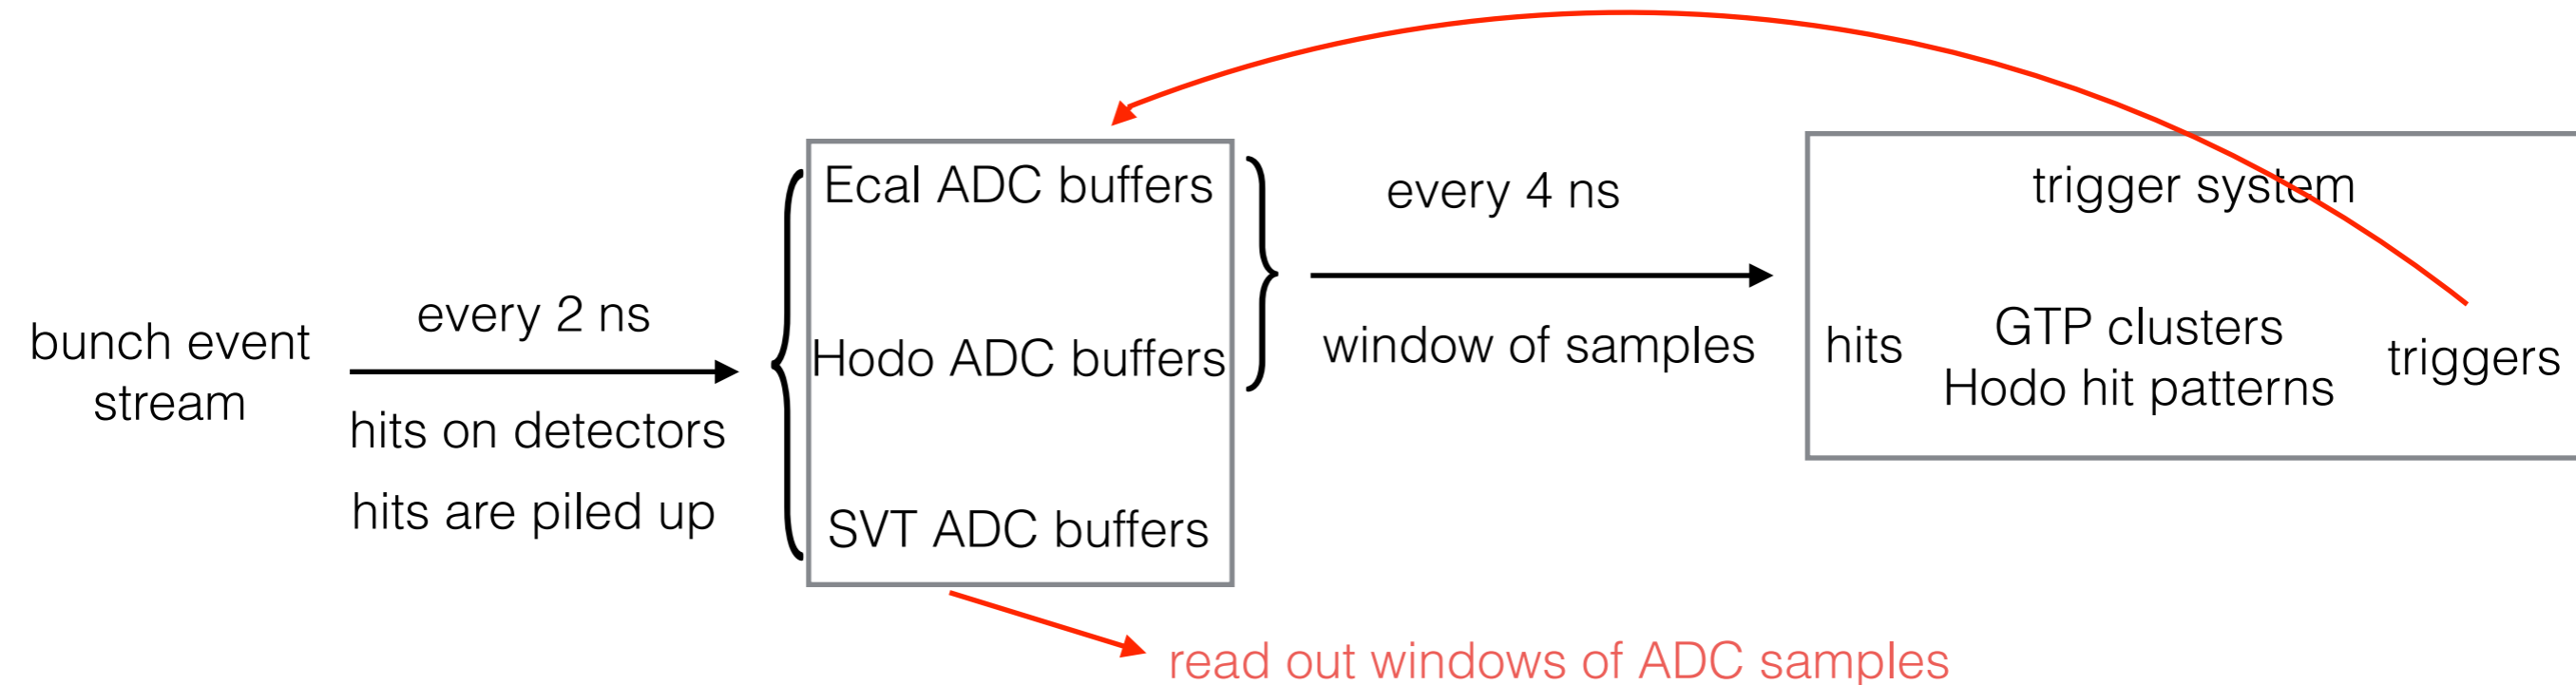 bunch event
stream
every 2 ns
hits on detectors
hits are piled up
Ecal ADC buffers
Hodo ADC buffers
SVT ADC buffers
every 4 ns
window of samples
trigger system
hits
GTP clusters
Hodo hit patterns
triggers
read out windows of ADC samples